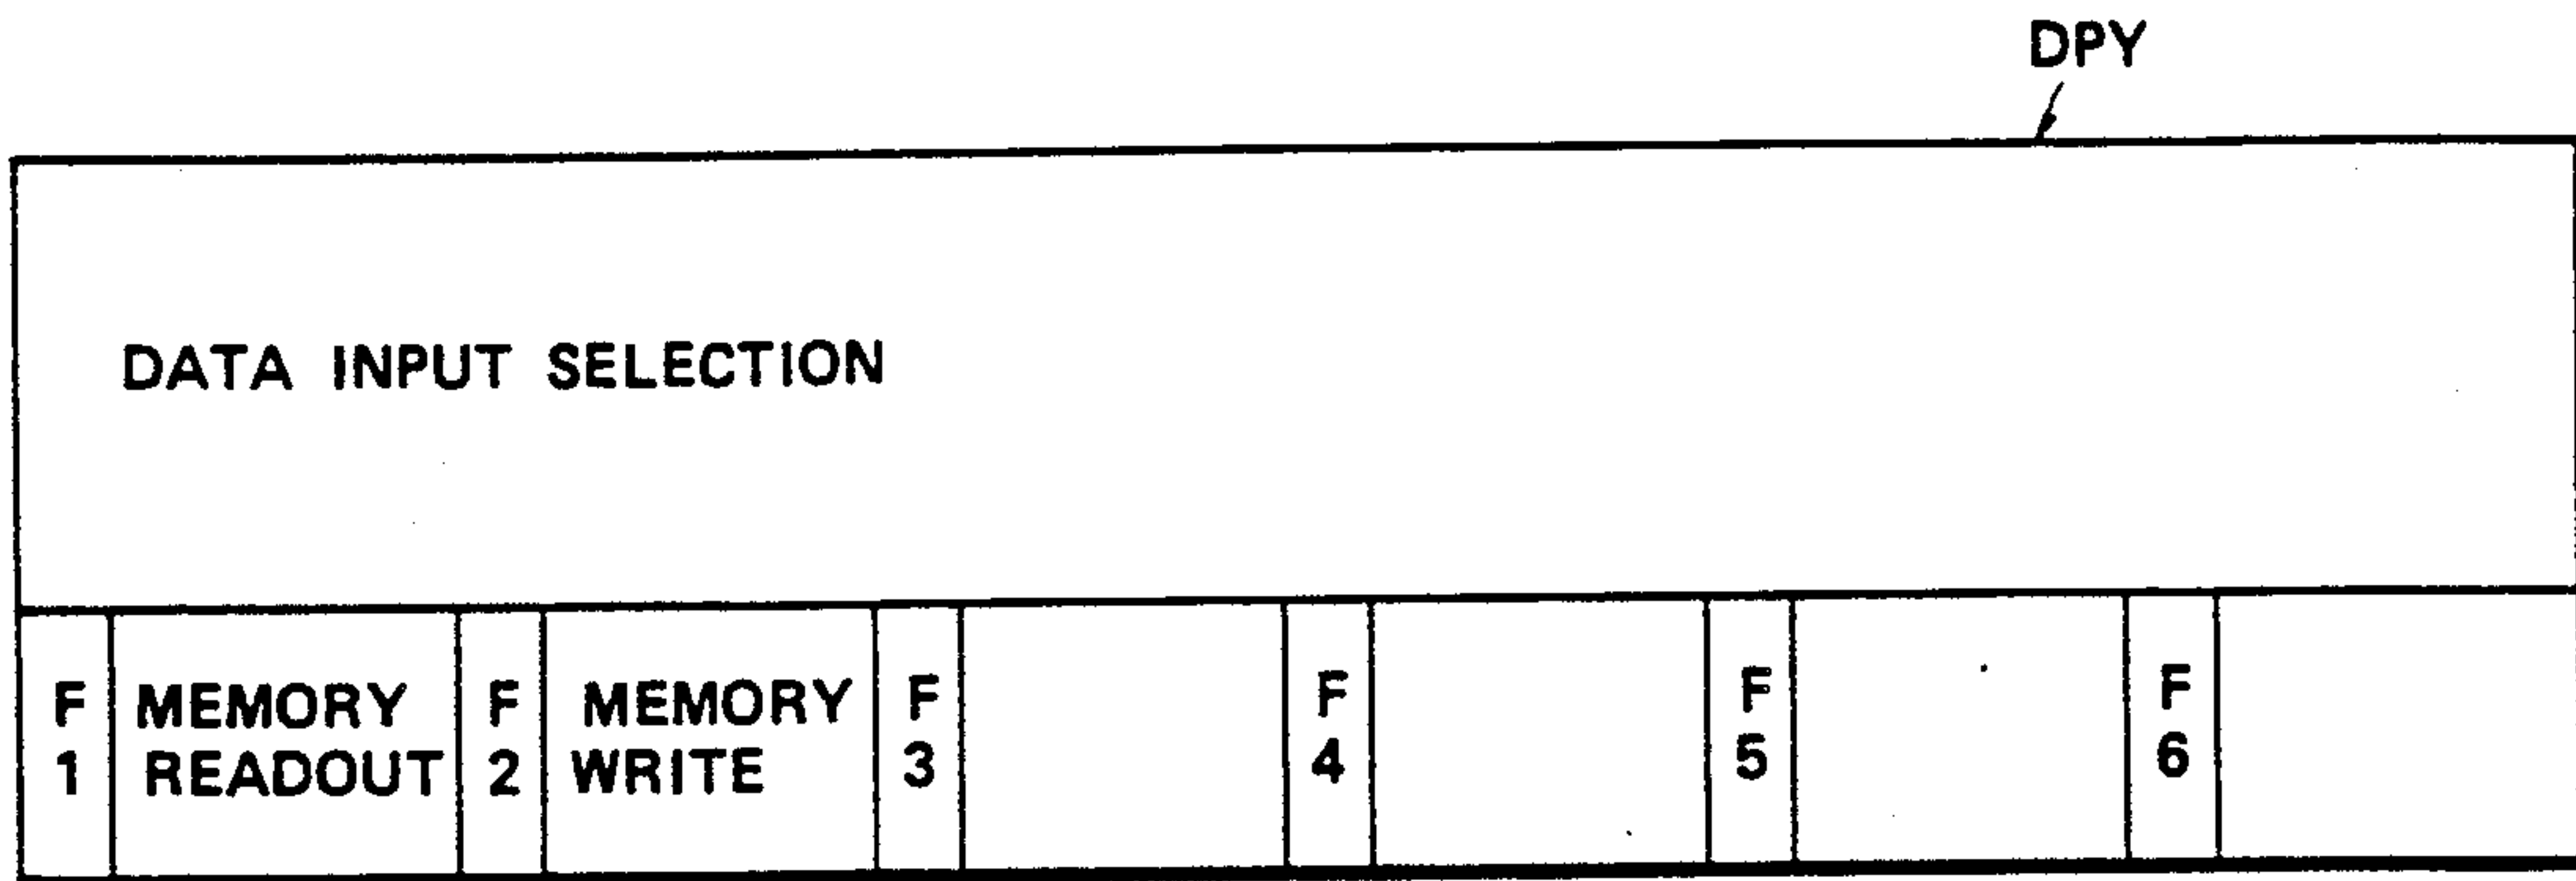 DPY
DATA INPUT SELECTION
F MEMORY F MEMORY F F F F
1 READOUT 2 WRITE 3 4 5 6